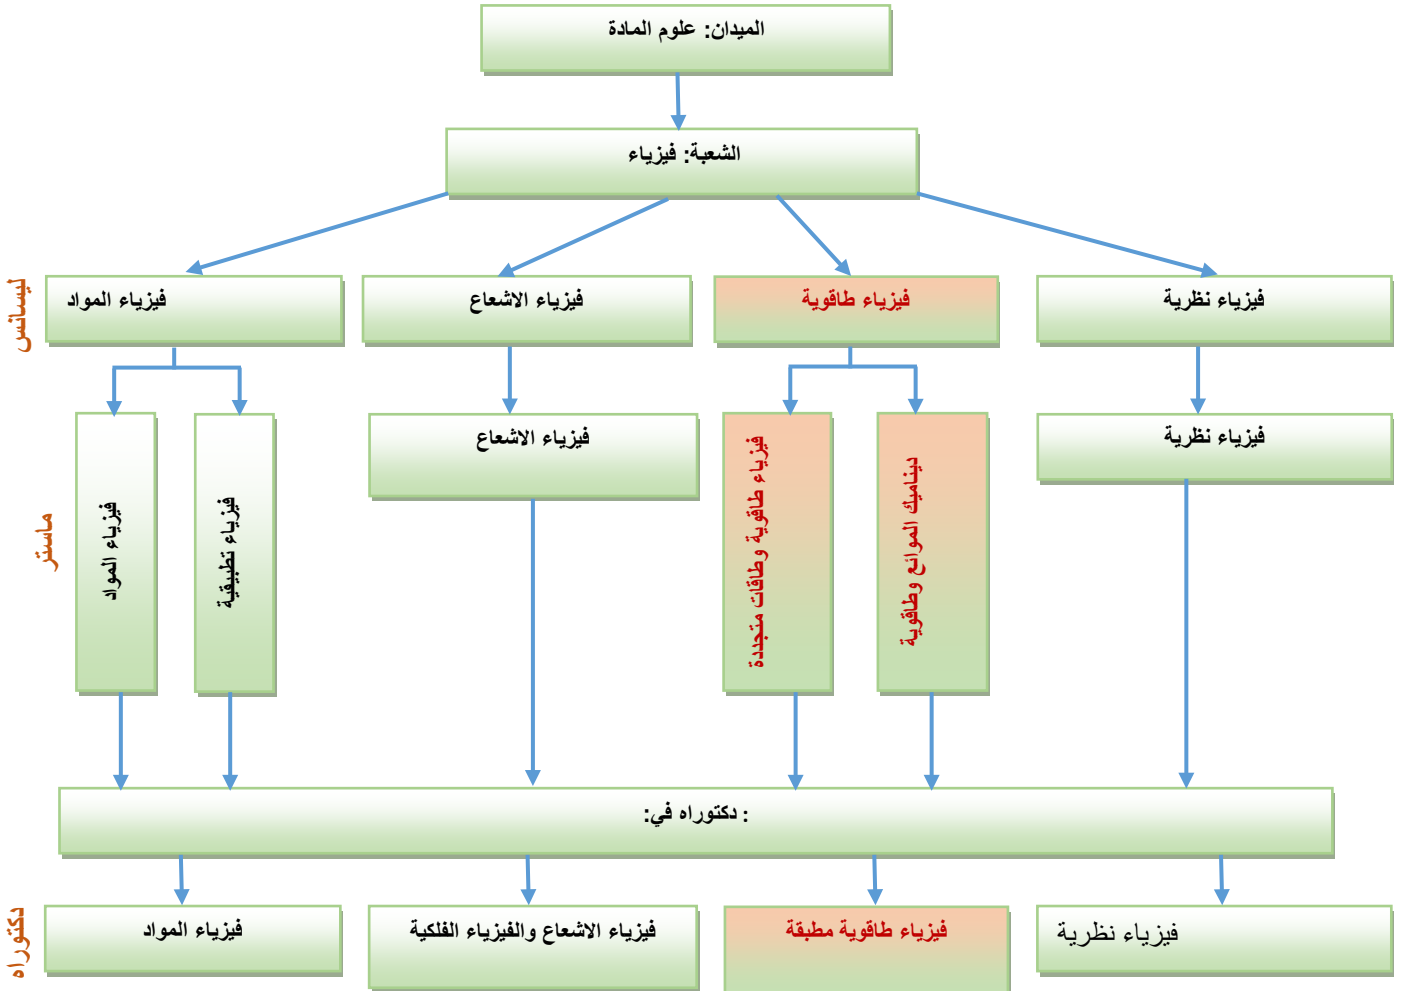 الميدان: علوم المادة
الشعبة: فيزياء
ليسانس
فيزياء نظرية
فيزياء طاقوية
فيزياء الاشعاع
فيزياء المواد
ماستر
فيزياء نظرية
ديناميك الموائع وطاقوية
فيزياء طاقوية وطاقات متجددة
فيزياء الاشعاع
فيزياء تطبيقية
فيزياء المواد
: دكتوراه في:
دكتوراه
فيزياء نظرية
فيزياء طاقوية مطبقة
فيزياء الاشعاع والفيزياء الفلكية
فيزياء المواد